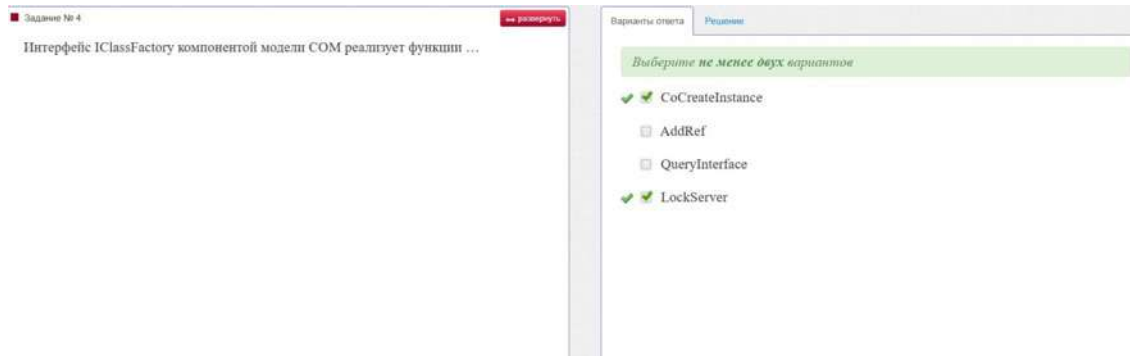 Задание № 4
развернуть
Интерфейс IClassFactory компонентой модели COM реализует функции …
Варианты ответа
Решение
Выберите не менее двух вариантов
CoCreateInstance
AddRef
QueryInterface
LockServer